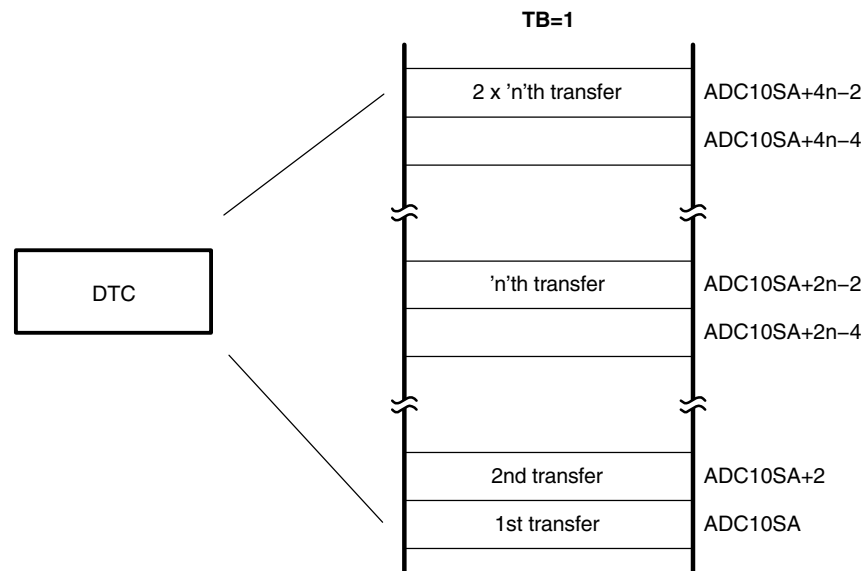 TB=1
2 x ’n’th transfer ADC10SA+4n−2
ADC10SA+4n−4
DTC
’n’th transfer ADC10SA+2n−2
ADC10SA+2n−4
2nd transfer ADC10SA+2
1st transfer ADC10SA